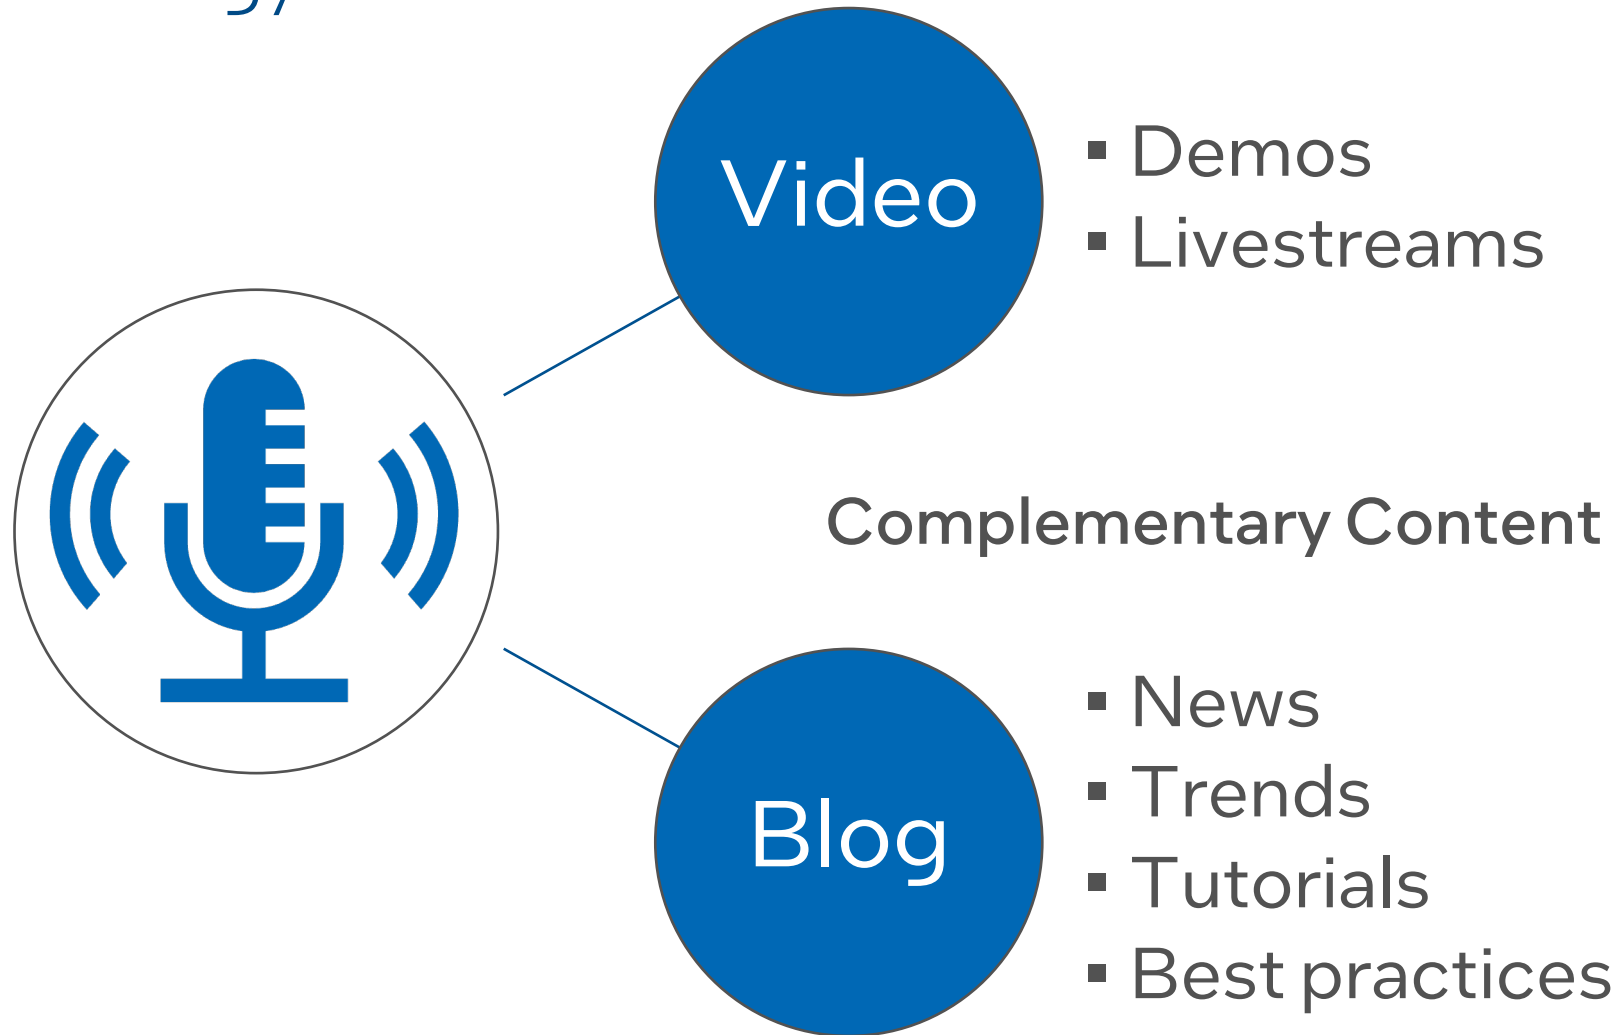 Video
▪ Demos
▪ Livestreams
Complementary Content
Blog
▪ News
▪ Trends
▪ Tutorials
▪ Best practices